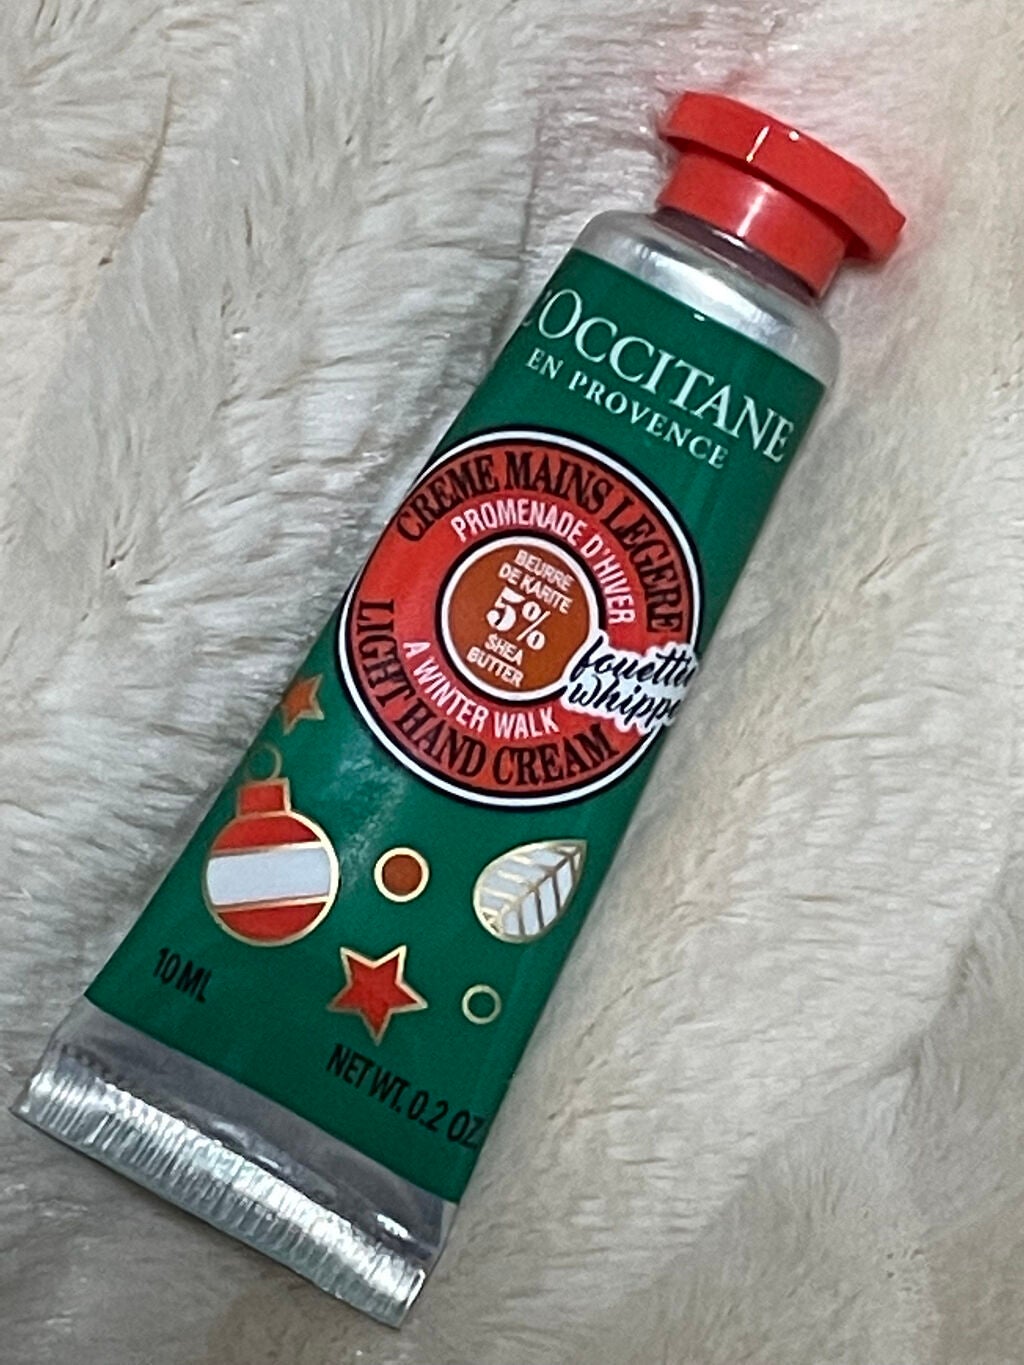 L'OCCITANE
EN PROVENCE
CREME MAINS LEGERE
PROMENADE D'HIVER
BEURRE
DE KARITE
5%
SHEA
BUTTER
A WINTER WALK
LIGHT HAND CREAM
10 ML
NET WT. 0.2 OZ.